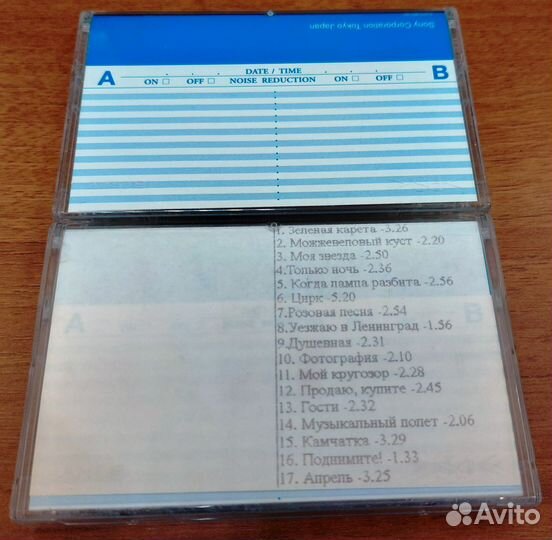 Sony Corporation Tokyo Japan
A DATE / TIME B
ON OFF NOISE REDUCTION ON OFF
1. Зеленая карета -3.26
2. Можжевеловый куст -2.20
3. Моя звезда -2.50
4.Только ночь -2.36
5. Когда лампа разбита -2.56
6. Цирк -5.20
7.Розовая песня -2.54
8.Уезжаю в Ленинград -1.56
9.Душевная -2.31
10. Фотография -2.10
11. Мой кругозор -2.28
12. Продаю, купите -2.45
13. Гости -2.32
14. Музыкальный полет -2.06
15. Камчатка -3.29
16. Поднимите! -1.33
17. Апрель -3.25
A B
Avito